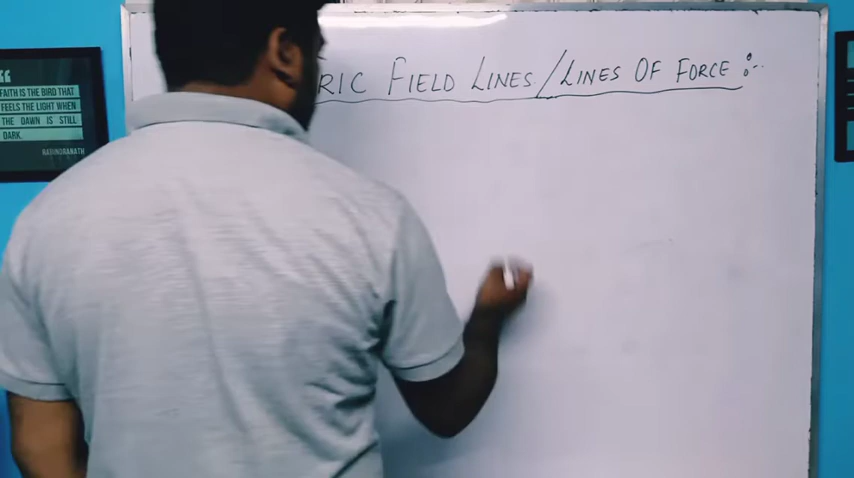 “
FAITH IS THE BIRD THAT
FEELS THE LIGHT WHEN
THE DAWN IS STILL
DARK.
RABINDRANATH
RIC FIELD LINES/LINES OF FORCE :-